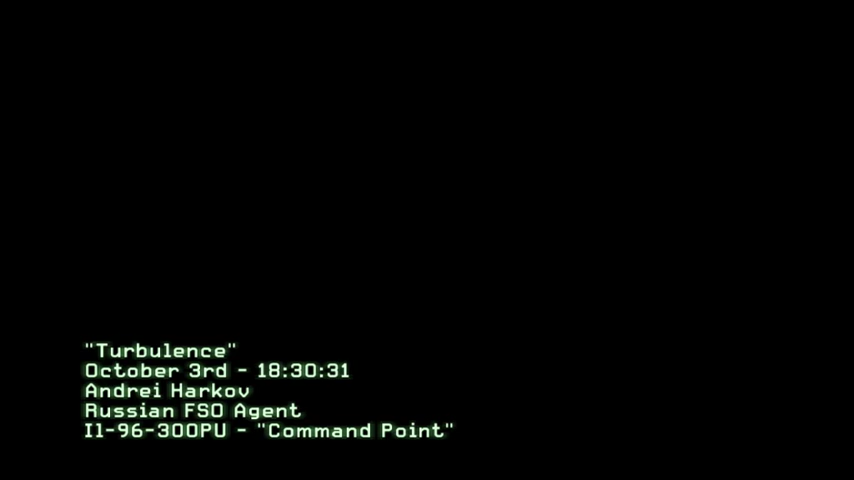 "Turbulence"
October 3rd - 18:30:31
Andrei Harkov
Russian FSO Agent
Il-96-300PU - "Command Point"